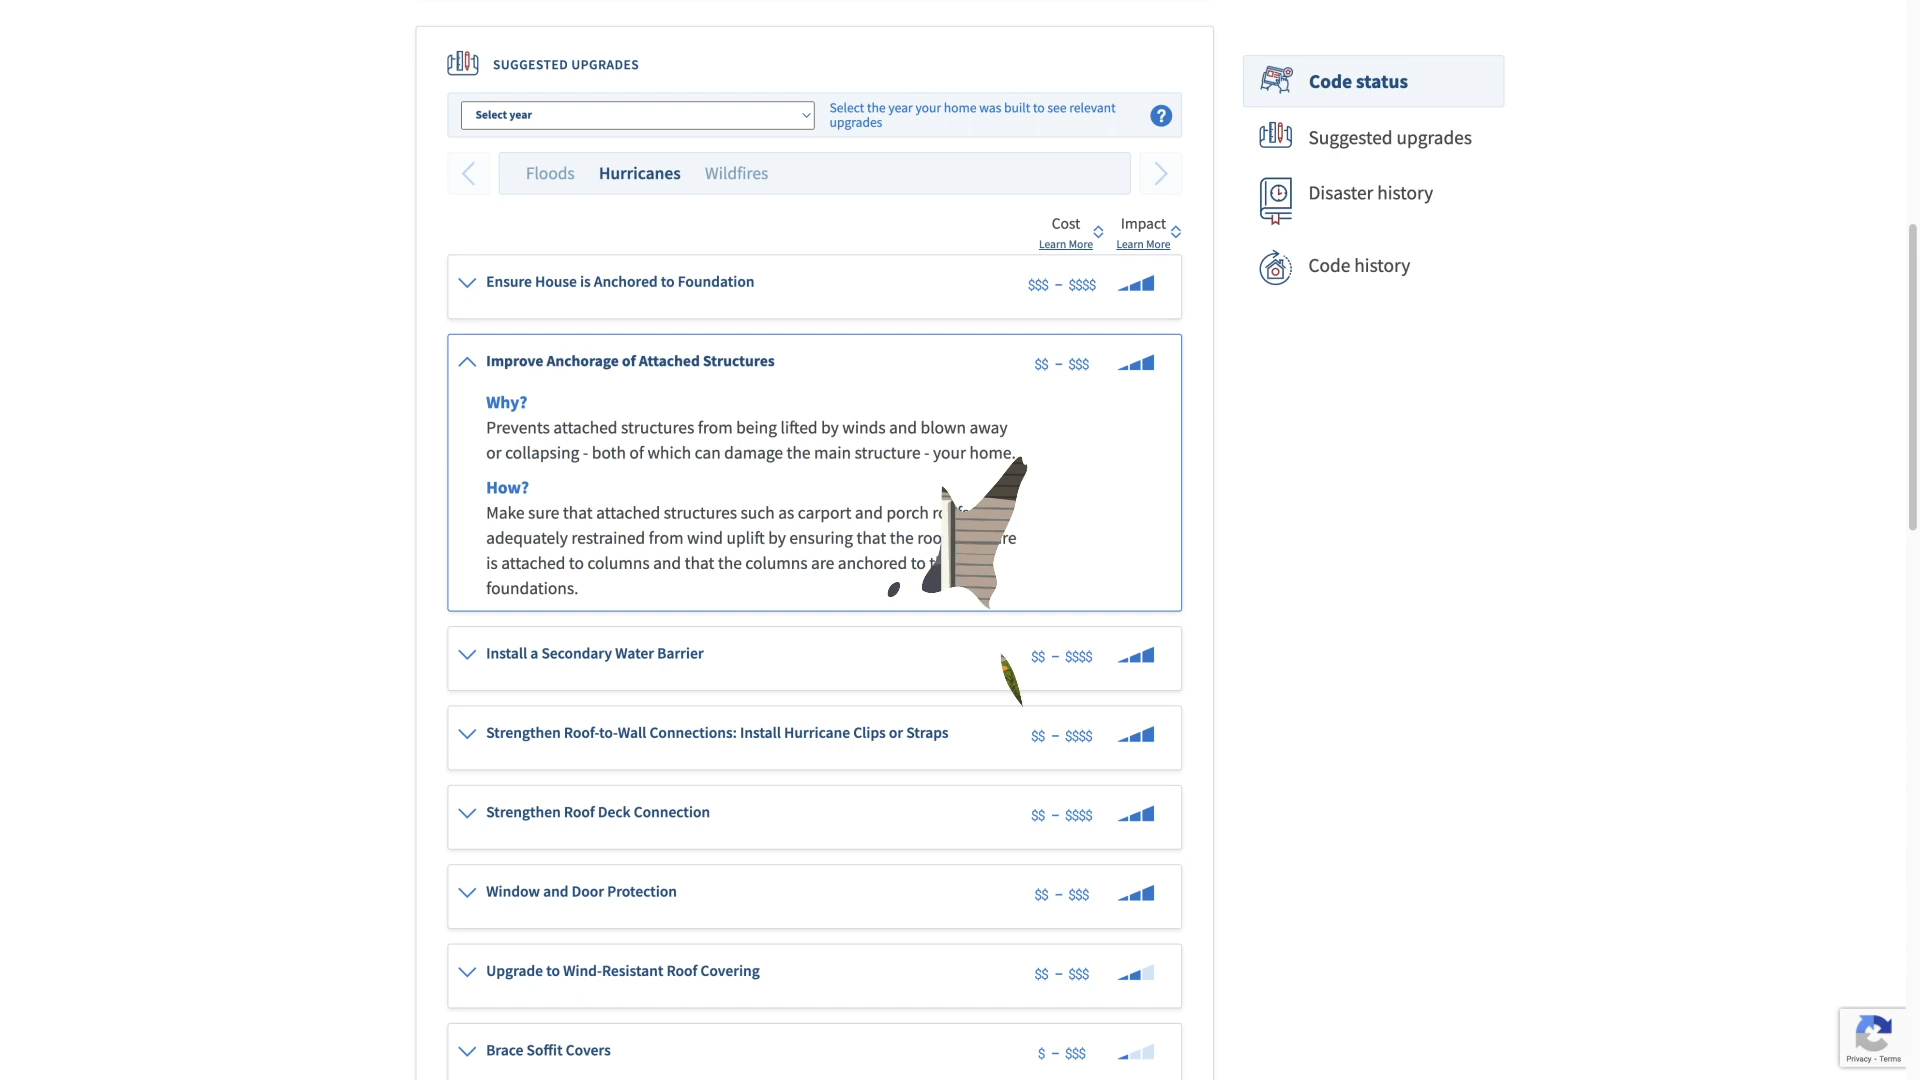 SUGGESTED UPGRADES
Select year
Select the year your home was built to see relevant
upgrades
?
Floods Hurricanes Wildfires
Cost Impact
Learn More Learn More
Ensure House is Anchored to Foundation $$$ – $$$$
Improve Anchorage of Attached Structures $$ – $$$
Why?
Prevents attached structures from being lifted by winds and blown away
or collapsing - both of which can damage the main structure - your home.
How?
Make sure that attached structures such as carport and porch
adequately restrained from wind uplift by ensuring that the
is attached to columns and that the columns are anchored to
foundations.
Install a Secondary Water Barrier $$ – $$$$
Strengthen Roof-to-Wall Connections: Install Hurricane Clips or Straps $$ – $$$$
Strengthen Roof Deck Connection $$ – $$$$
Window and Door Protection $$ – $$$
Upgrade to Wind-Resistant Roof Covering $$ – $$$
Brace Soffit Covers $ – $$$
Code status
Suggested upgrades
Disaster history
Code history
Privacy - Terms